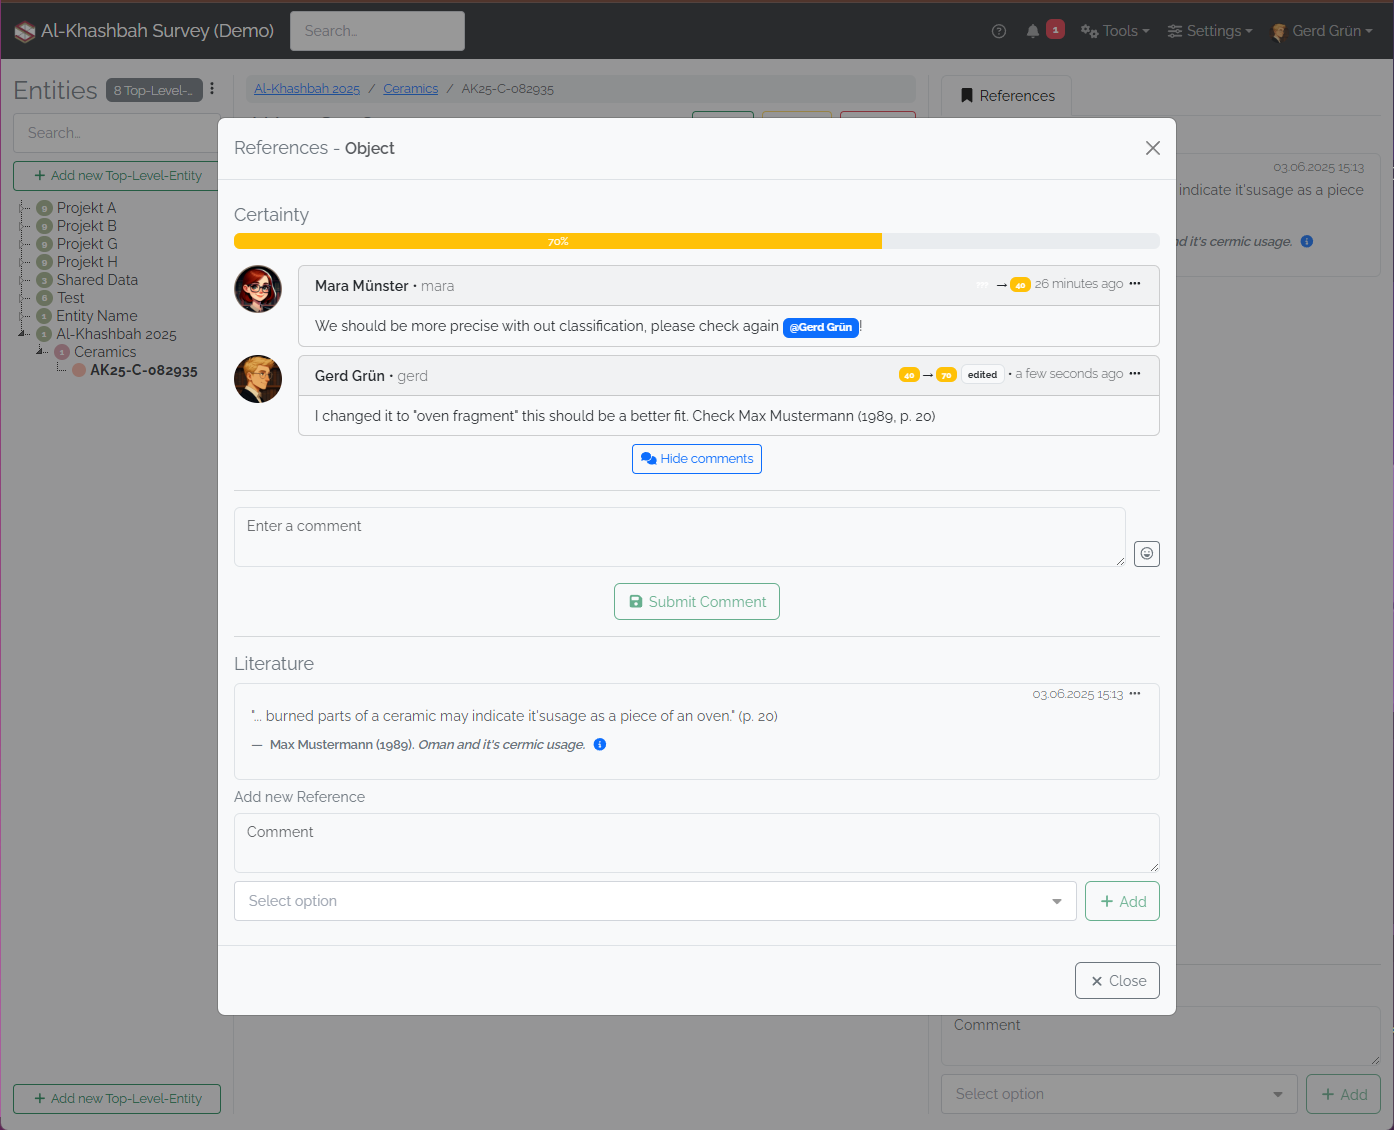 Al-Khashbah Survey (Demo)
Search..
1
Tools
Settings
Gerd Grün
Entities
8 Top-Level-...
Search..
Add new Top-Level-Entity
9 Projekt A
9 Projekt B
9 Projekt G
9 Projekt H
3 Shared Data
6 Test
1 Entity Name
1 Al-Khashbah 2025
1 Ceramics
AK25-C-082935
Add new Top-Level-Entity
Al-Khashbah 2025 / Ceramics / AK25-C-082935
References - Object
Certainty
70%
Mara Münster • mara
??? → 40 26 minutes ago
We should be more precise with out classification, please check again @Gerd Grün!
Gerd Grün • gerd
40 → 70 edited • a few seconds ago
I changed it to "oven fragment" this should be a better fit. Check Max Mustermann (1989, p. 20)
Hide comments
Enter a comment
Submit Comment
Literature
03.06.2025 15:13
"... burned parts of a ceramic may indicate it'susage as a piece of an oven." (p. 20)
— Max Mustermann (1989). Oman and it's cermic usage.
Add new Reference
Comment
Select option
Add
Close
References
03.06.2025 15:13
indicate it'susage as a piece
nd it's cermic usage.
Comment
Select option
Add